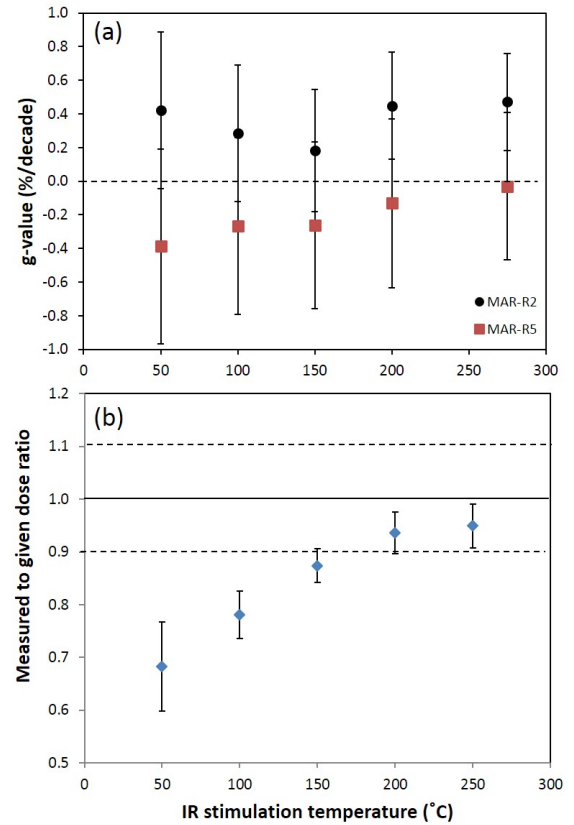 (a)
g-value (%/decade)
1.0
0.8
0.6
0.4
0.2
0.0
-0.2
-0.4
-0.6
-0.8
-1.0
MAR-R2
MAR-R5
0 50 100 150 200 250 300
(b)
Measured to given dose ratio
1.2
1.1
1.0
0.9
0.8
0.7
0.6
0.5
0 50 100 150 200 250 300
IR stimulation temperature (˚C)